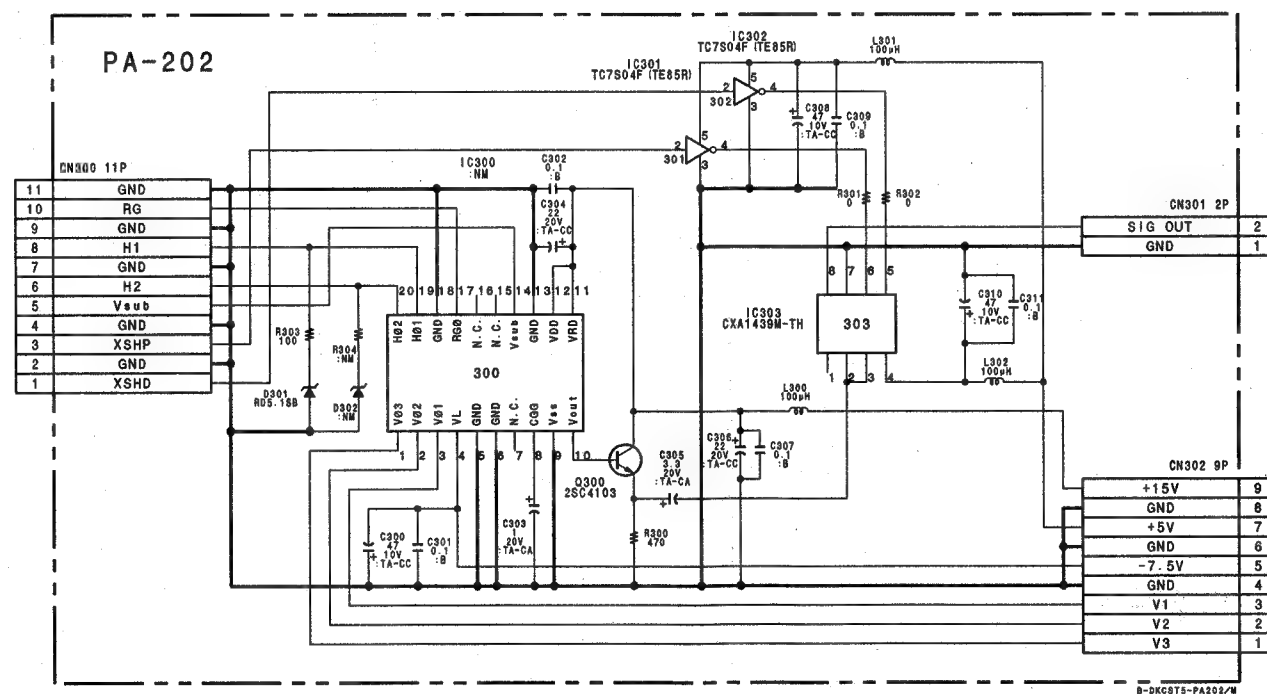 PA-202
IC302
TC7S04F (TE85R)
IC301
TC7S04F (TE85R)
L301
100μH
5
2
302
4
3
C308
47
10V
:TA-CC
C309
0.1
:B
5
2
301
4
3
CN300 11P
11 GND
10 RG
9 GND
8 H1
7 GND
6 H2
5 Vsub
4 GND
3 XSHP
2 GND
1 XSHD
IC300
:NM
C302
0.1
:B
C304
22
20V
:TA-CC
R301
0
R302
0
CN301 2P
SIG OUT 2
GND 1
8 7 6 5
IC303
CXA1439M-TH
303
1 2 3 4
C310
47
10V
:TA-CC
C311
0.1
:B
L302
100μH
R303
100
R304
:NM
D301
RD5.1SB
D302
:NM
20 19 18 17 16 15 14 13 12 11
HØ2 HØ1 GND RGØ N.C. N.C. Vsub GND VDD VRD
300
VØ3 VØ2 VØ1 VL GND GND N.C. CGG Vss Vout
1 2 3 4 5 6 7 8 9 10
L300
100μH
C306
22
20V
:TA-CC
C307
0.1
:B
Q300
2SC4103
C305
3.3
20V
:TA-CA
R300
470
C300
47
10V
:TA-CC
C301
0.1
:B
C303
1
20V
:TA-CA
CN302 9P
+15V 9
GND 8
+5V 7
GND 6
-7.5V 5
GND 4
V1 3
V2 2
V3 1
B-DKC8T5-PA202/M